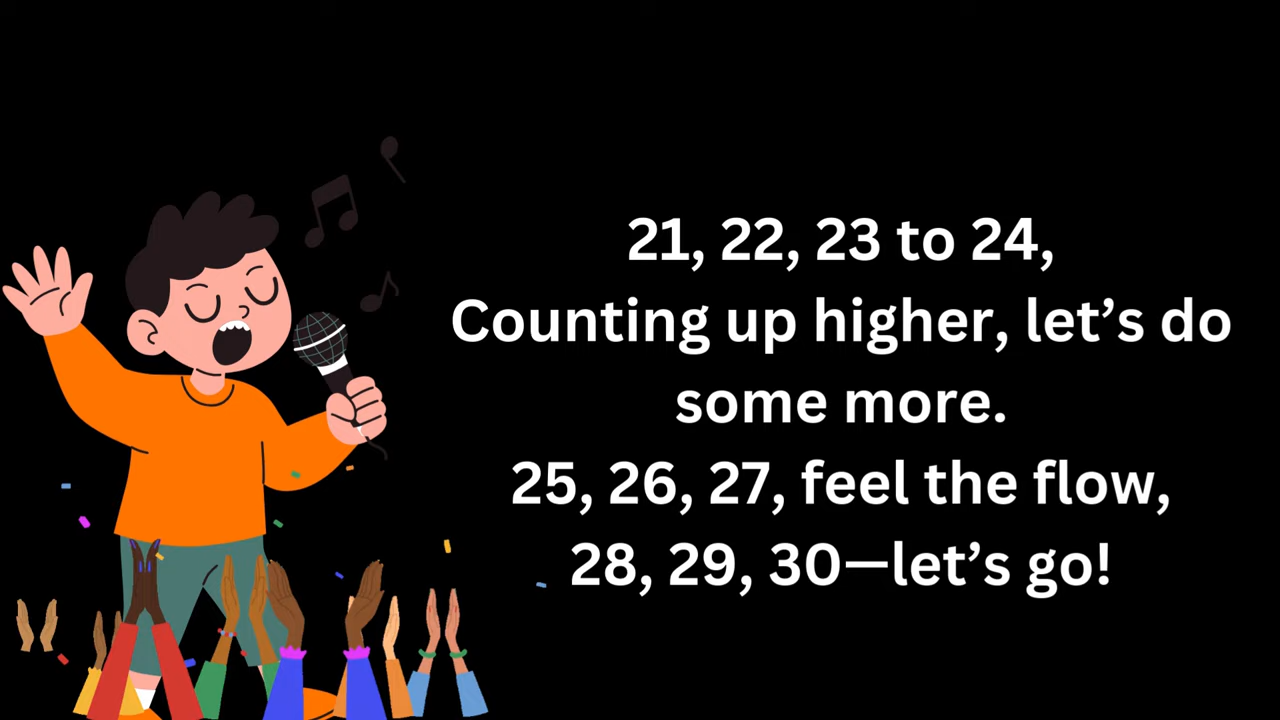 21, 22, 23 to 24,
Counting up higher, let’s do
some more.
25, 26, 27, feel the flow,
28, 29, 30—let’s go!